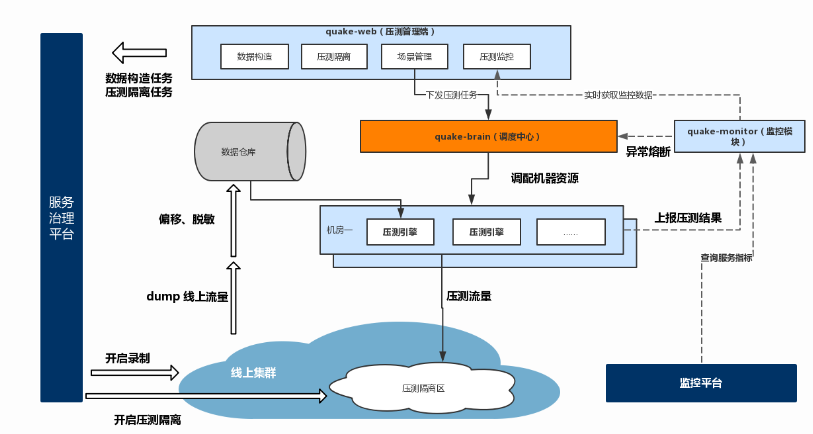 quake-web（压测管理端）
数据构造
压测隔离
场景管理
压测监控
数据构造任务
压测隔离任务
下发压测任务
实时获取监控数据
quake-brain（调度中心）
quake-monitor（监控模
块）
异常熔断
数据仓库
调配机器资源
服务
治理
平台
偏移、脱敏
机房一
压测引擎
压测引擎
......
上报压测结果
查询服务指标
dump 线上流量
压测流量
开启录制
线上集群
压测隔离区
监控平台
开启压测隔离